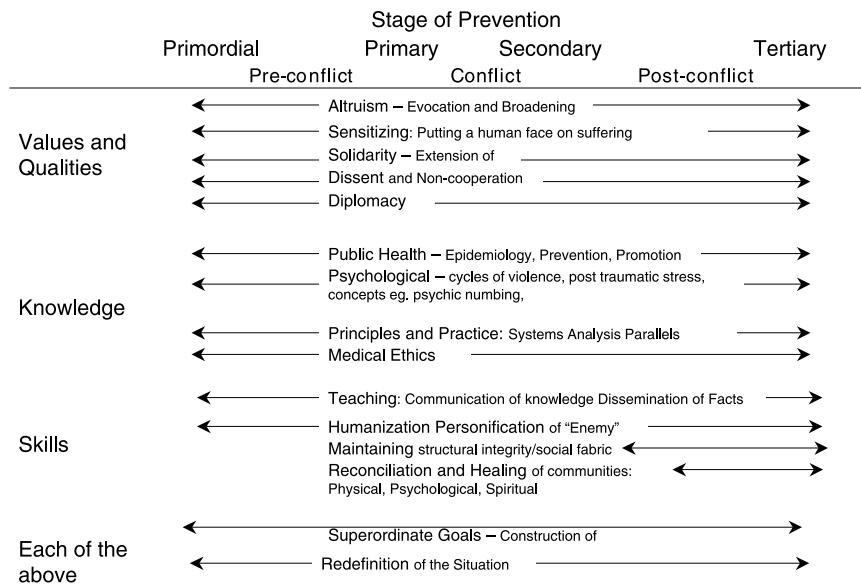 Stage of Prevention
Primordial Primary Secondary Tertiary
Pre-conflict Conflict Post-conflict
Altruism – Evocation and Broadening
Values and
Qualities
Sensitizing: Putting a human face on suffering
Solidarity – Extension of
Dissent and Non-cooperation
Diplomacy
Knowledge
Public Health – Epidemiology, Prevention, Promotion
Psychological – cycles of violence, post traumatic stress,
concepts eg. psychic numbing,
Principles and Practice: Systems Analysis Parallels
Medical Ethics
Skills
Teaching: Communication of knowledge Dissemination of Facts
Humanization Personification of “Enemy”
Maintaining structural integrity/social fabric
Reconciliation and Healing of communities:
Physical, Psychological, Spiritual
Each of the
above
Superordinate Goals – Construction of
Redefinition of the Situation